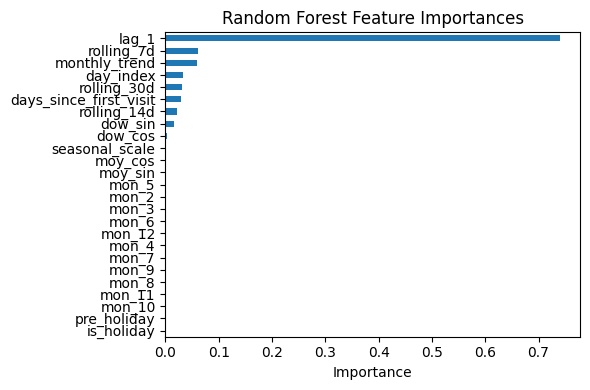 Random Forest Feature Importances
lag_1
rolling_7d
monthly_trend
day_index
rolling_30d
days_since_first_visit
rolling_14d
dow_sin
dow_cos
seasonal_scale
moy_cos
moy_sin
mon_5
mon_2
mon_3
mon_6
mon_12
mon_4
mon_7
mon_9
mon_8
mon_11
mon_10
pre_holiday
is_holiday
0.0 0.1 0.2 0.3 0.4 0.5 0.6 0.7
Importance